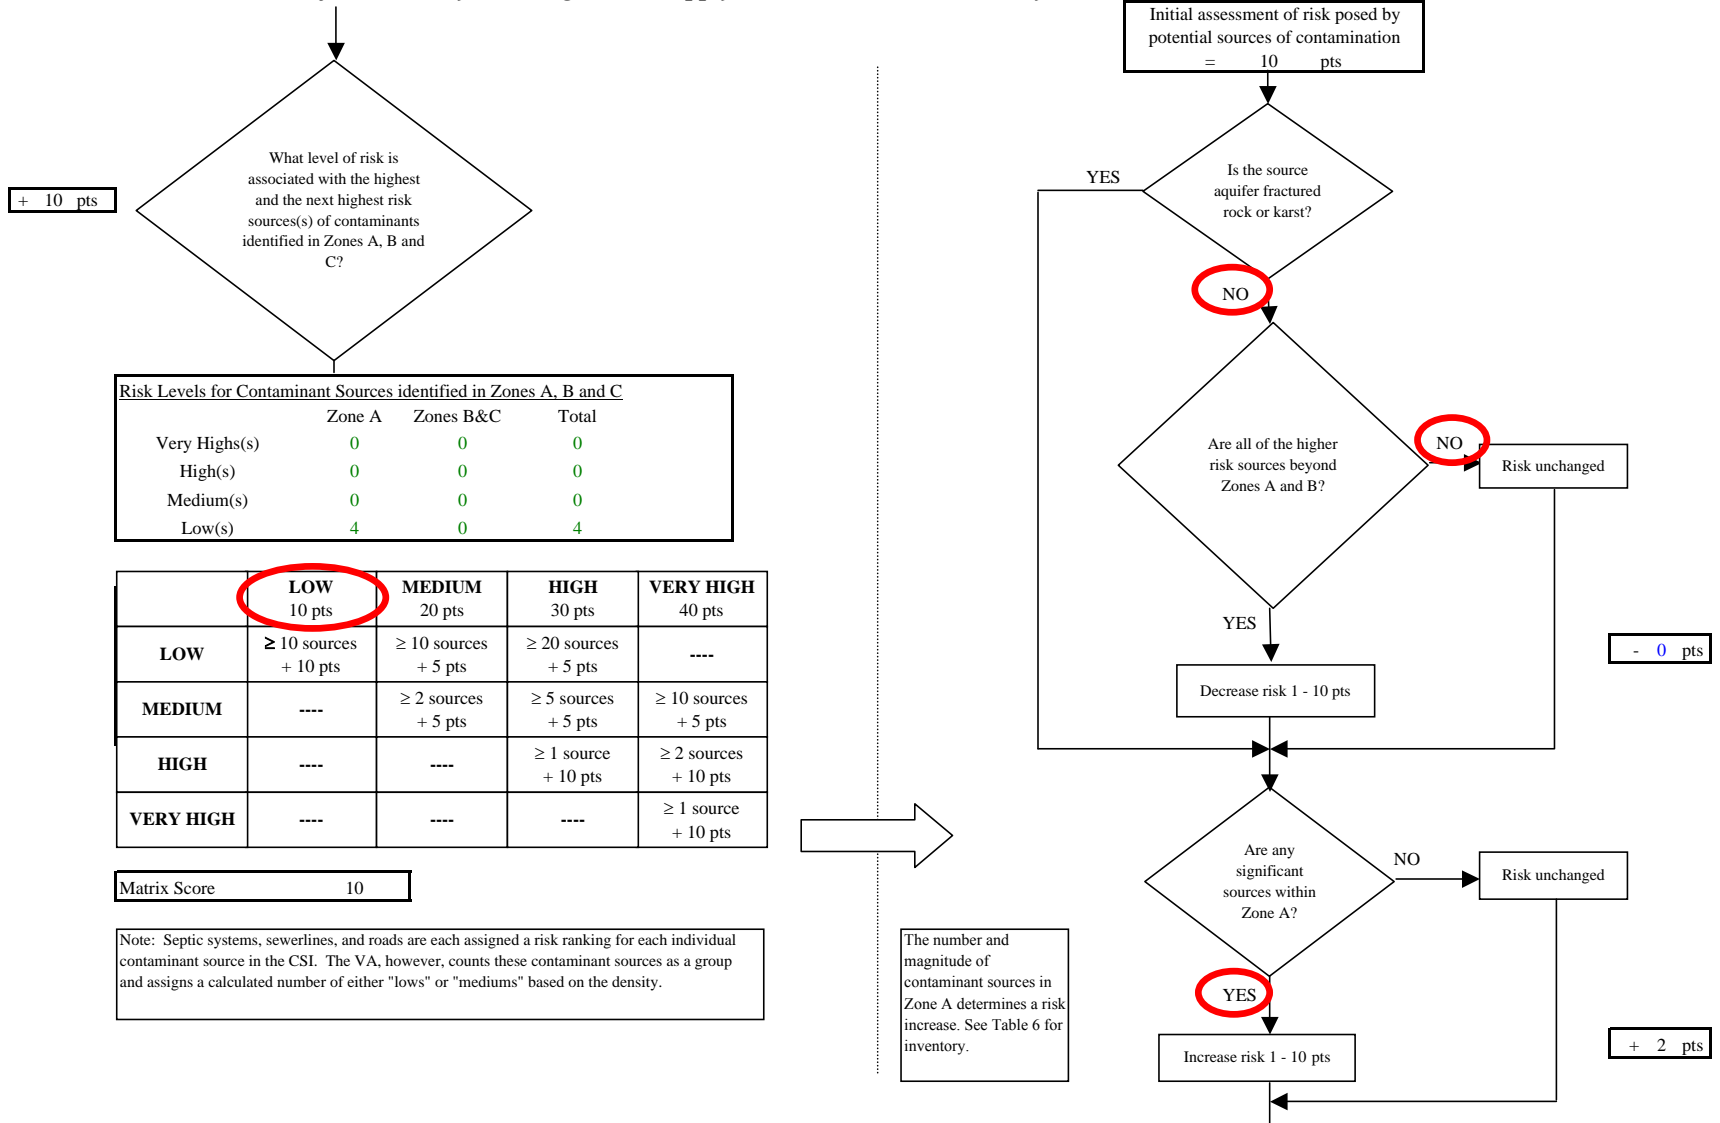 + 10 pts
What level of risk is
associated with the highest
and the next highest risk
sources(s) of contaminants
identified in Zones A, B and
C?
Risk Levels for Contaminant Sources identified in Zones A, B and C
Zone A Zones B&C Total
Very Highs(s) 0 0 0
High(s) 0 0 0
Medium(s) 0 0 0
Low(s) 4 0 4
LOW MEDIUM HIGH VERY HIGH
10 pts 20 pts 30 pts 40 pts
LOW ≥ 10 sources ≥ 10 sources ≥ 20 sources ----
+ 10 pts + 5 pts + 5 pts
MEDIUM ---- ≥ 2 sources ≥ 5 sources ≥ 10 sources
+ 5 pts + 5 pts + 5 pts
HIGH ---- ---- ≥ 1 source ≥ 2 sources
+ 10 pts + 10 pts
VERY HIGH ---- ---- ---- ≥ 1 source
+ 10 pts
Matrix Score 10
Note: Septic systems, sewerlines, and roads are each assigned a risk ranking for each individual
contaminant source in the CSI. The VA, however, counts these contaminant sources as a group
and assigns a calculated number of either "lows" or "mediums" based on the density.
Initial assessment of risk posed by
potential sources of contamination
= 10 pts
Is the source
aquifer fractured
rock or karst?
YES
NO
Are all of the higher
risk sources beyond
Zones A and B?
NO
Risk unchanged
YES
Decrease risk 1 - 10 pts
- 0 pts
Are any
significant
sources within
Zone A?
NO
Risk unchanged
YES
The number and
magnitude of
contaminant sources in
Zone A determines a risk
increase. See Table 6 for
inventory.
Increase risk 1 - 10 pts
+ 2 pts